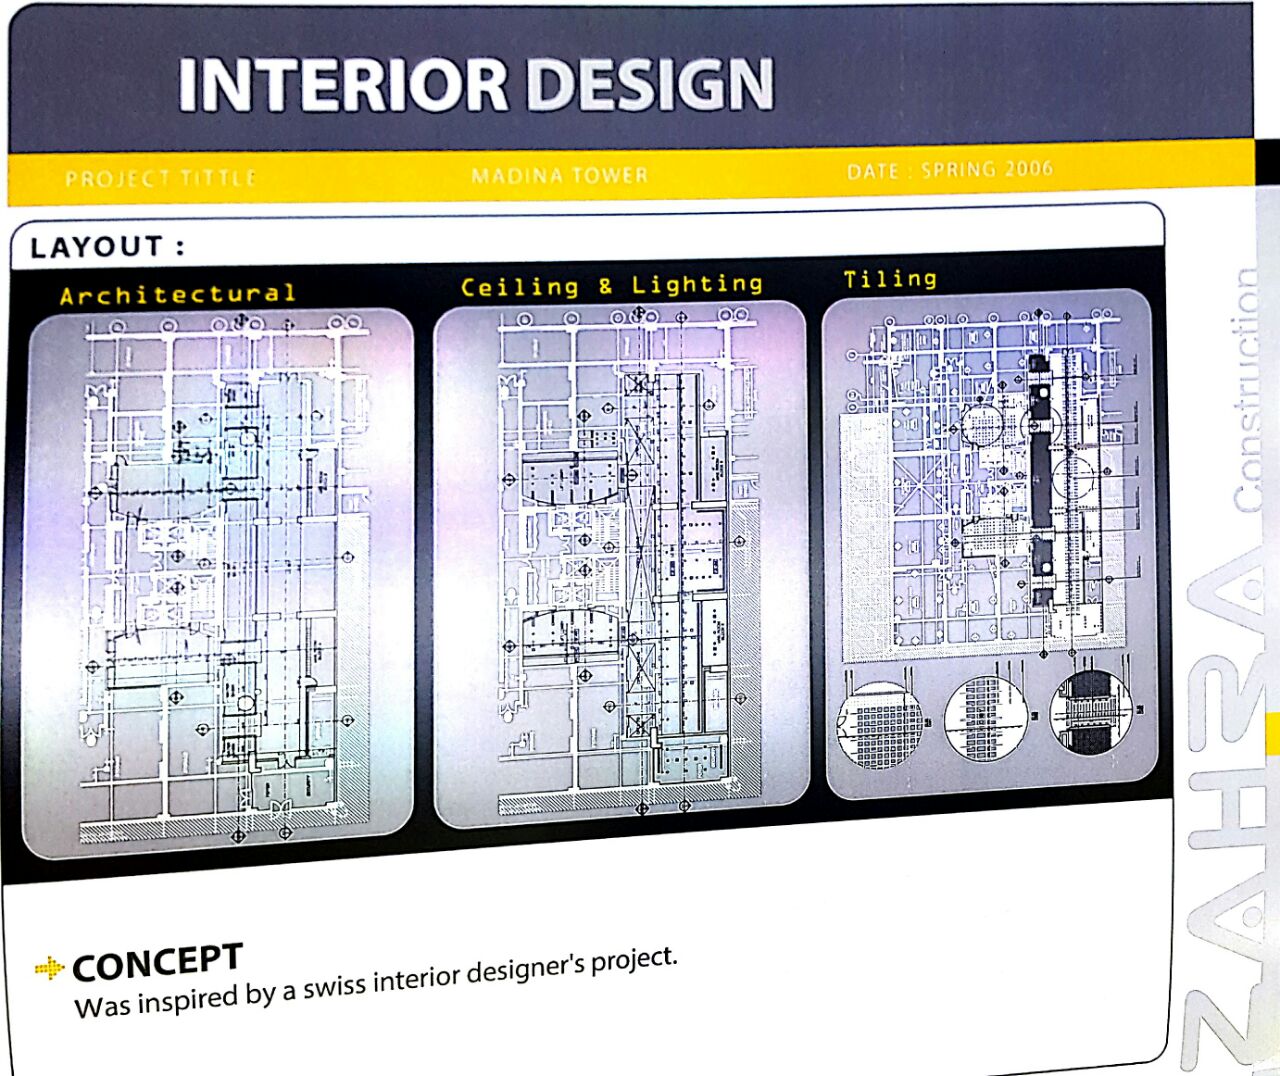 INTERIOR DESIGN
PROJECT TITTLE MADINA TOWER DATE : SPRING 2006
LAYOUT :
Architectural
Ceiling & Lighting
Tiling
CONCEPT
Was inspired by a swiss interior designer's project.
ZAHRA Construction